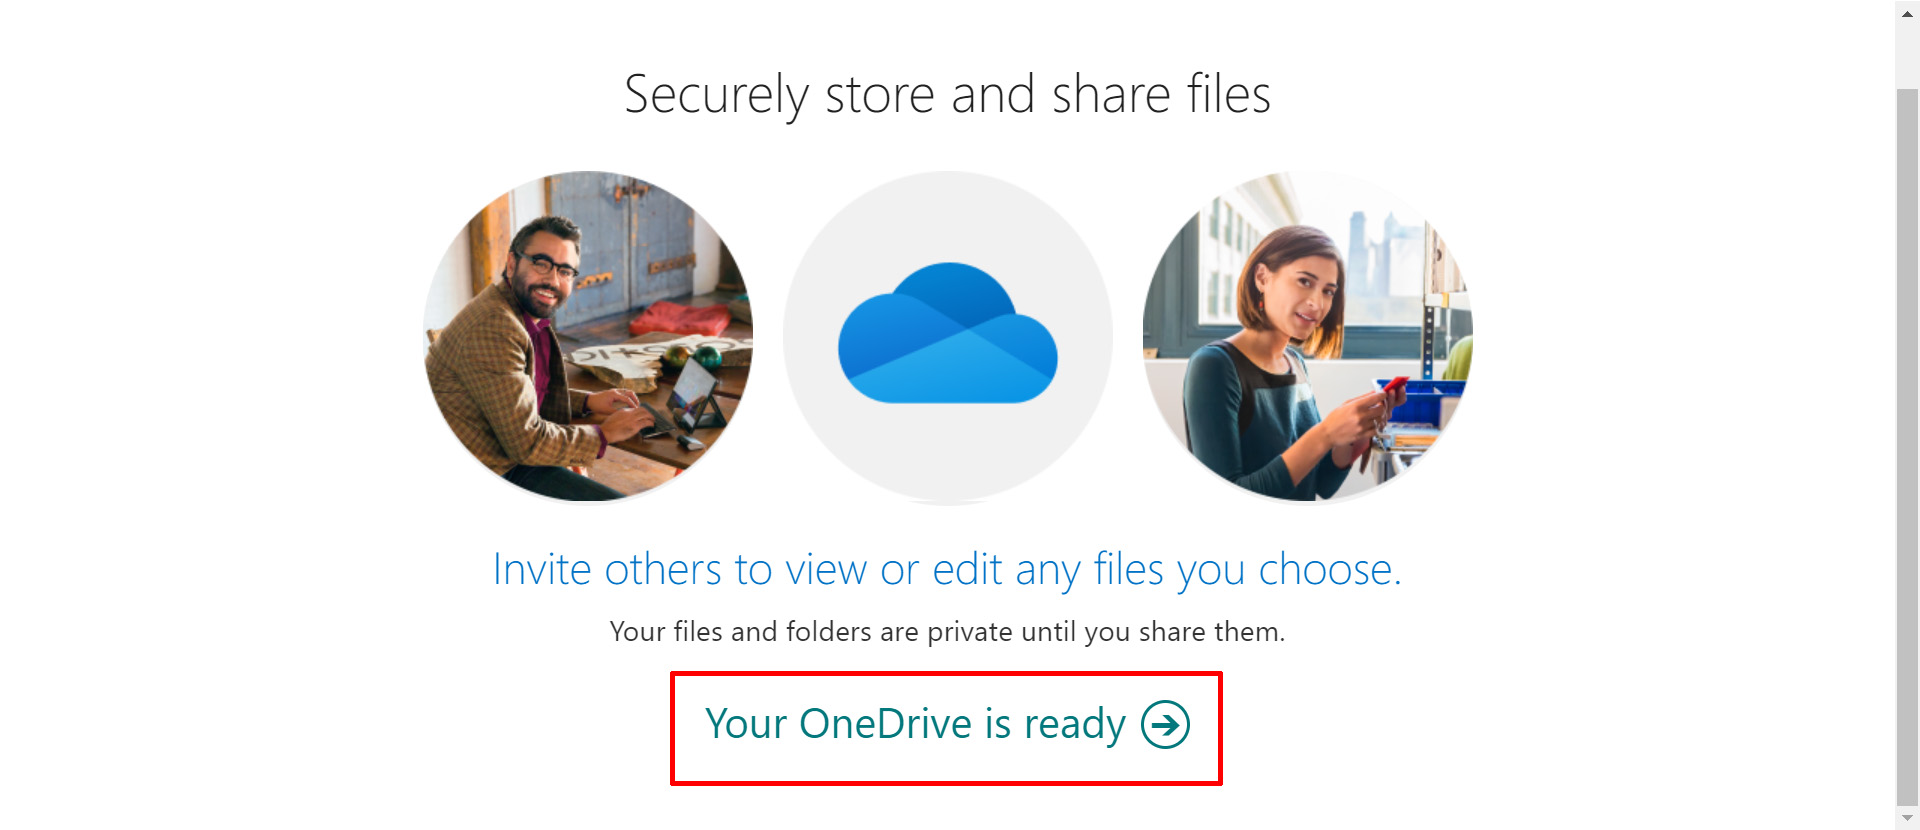 Securely store and share files
Invite others to view or edit any files you choose.
Your files and folders are private until you share them.
Your OneDrive is ready